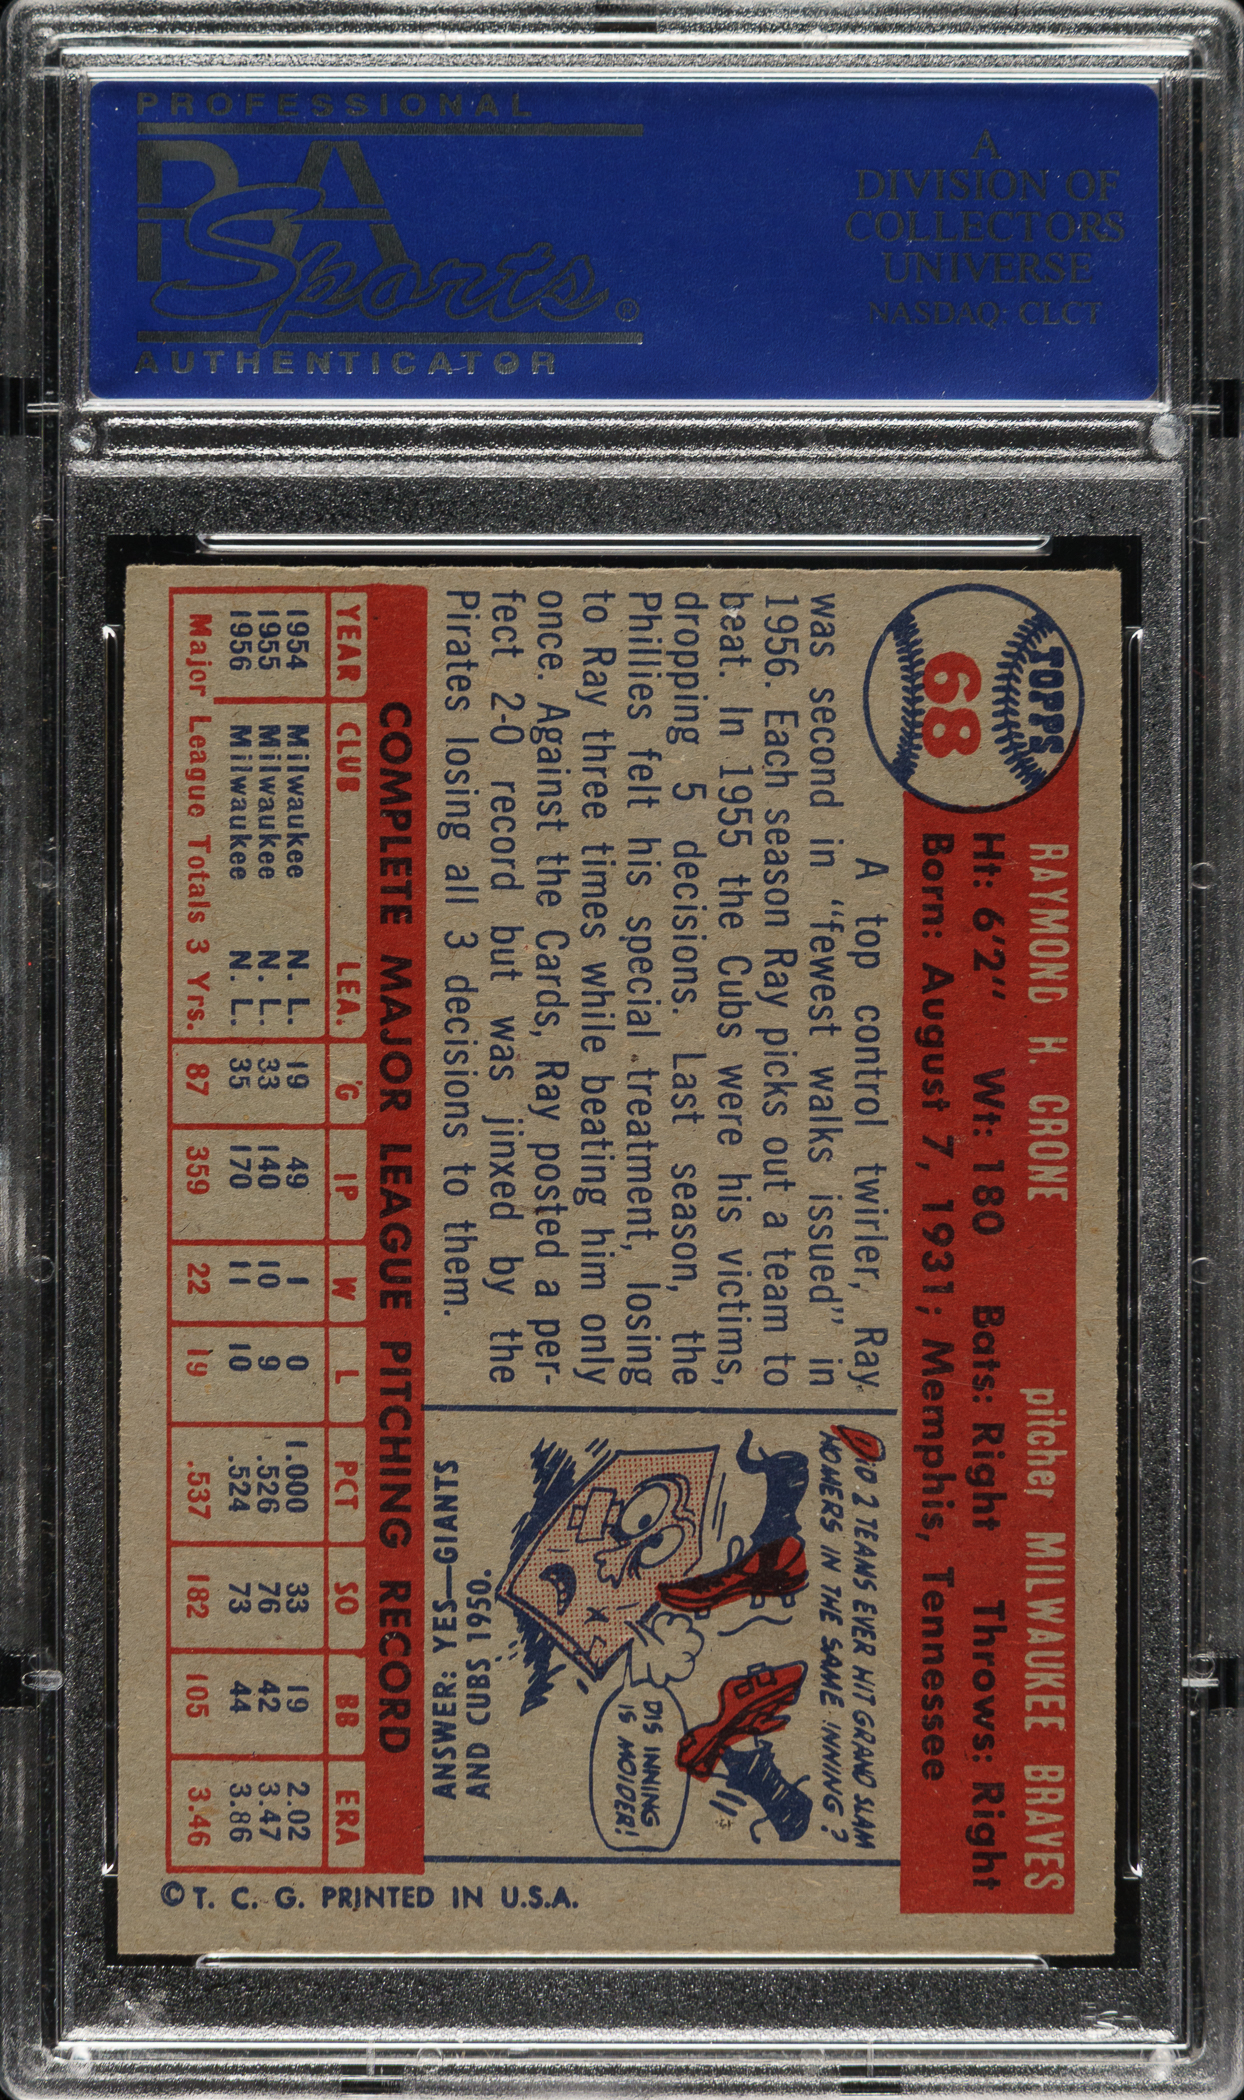 PROFESSIONAL
PSA
Sports®
AUTHENTICATOR
A
DIVISION OF
COLLECTORS
UNIVERSE
NASDAQ: CLCT
TOPPS
68
RAYMOND H. CRONE pitcher MILWAUKEE BRAVES
Ht: 6'2" Wt: 180 Bats: Right Throws: Right
Born: August 7, 1931; Memphis, Tennessee
A top control twirler, Ray
was second in "fewest walks issued" in
1956. Each season Ray picks out a team to
beat. In 1955 the Cubs were his victims,
dropping 5 decisions. Last season, the
Phillies felt his special treatment, losing
to Ray three times while beating him only
once. Against the Cards, Ray posted a per-
fect 2-0 record but was jinxed by the
Pirates losing all 3 decisions to them.
DID 2 TEAMS EVER HIT GRAND SLAM
HOMERS IN THE SAME INNING?
DIS INNING
IS MOIDER!
ANSWER: YES—GIANTS
AND CUBS 1950.
COMPLETE MAJOR LEAGUE PITCHING RECORD
YEAR CLUB LEA. G IP W L PCT SO BB ERA
1954 Milwaukee N. L. 19 49 1 0 1.000 33 19 2.02
1955 Milwaukee N. L. 33 140 10 9 .526 76 42 3.47
1956 Milwaukee N. L. 35 170 11 10 .524 73 44 3.86
Major League Totals 3 Yrs. 87 359 22 19 .537 182 105 3.46
© T. C. G. PRINTED IN U.S.A.